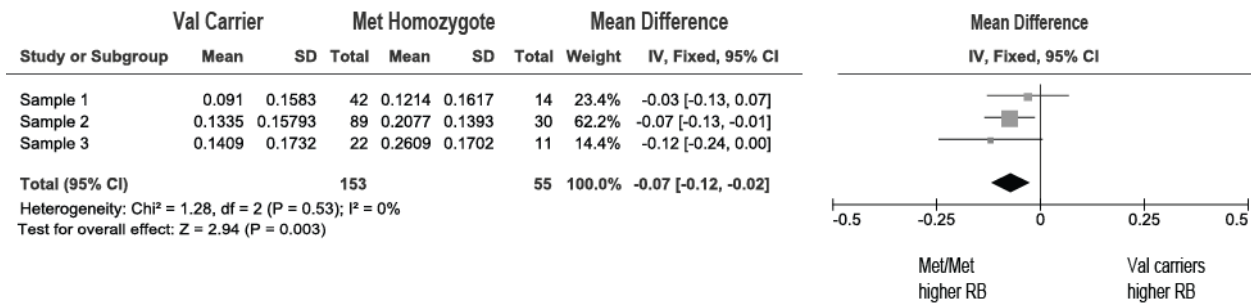 Val Carrier Met Homozygote Mean Difference Mean Difference
Study or Subgroup Mean SD Total Mean SD Total Weight IV, Fixed, 95% CI IV, Fixed, 95% CI
Sample 1 0.091 0.1583 42 0.1214 0.1617 14 23.4% -0.03 [-0.13, 0.07]
Sample 2 0.1335 0.15793 89 0.2077 0.1393 30 62.2% -0.07 [-0.13, -0.01]
Sample 3 0.1409 0.1732 22 0.2609 0.1702 11 14.4% -0.12 [-0.24, 0.00]
Total (95% CI) 153 55 100.0% -0.07 [-0.12, -0.02]
Heterogeneity: Chi² = 1.28, df = 2 (P = 0.53); I² = 0%
Test for overall effect: Z = 2.94 (P = 0.003)
-0.5 -0.25 0 0.25 0.5
Met/Met Val carriers
higher RB higher RB